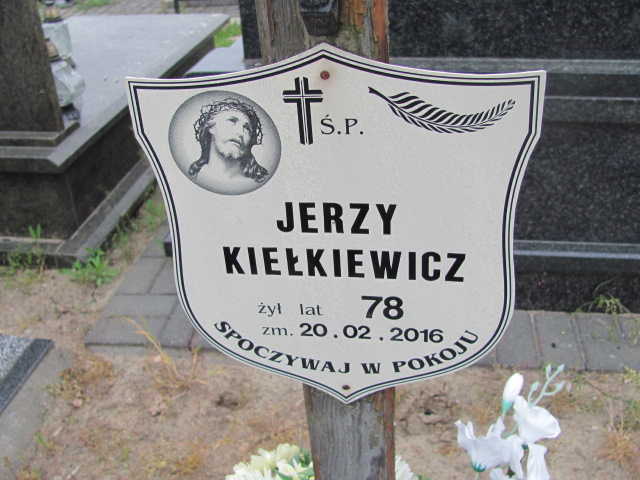 Ś.P.
JERZY
KIEŁKIEWICZ
żył lat 78
zm. 20.02.2016
SPOCZYWAJ W POKOJU